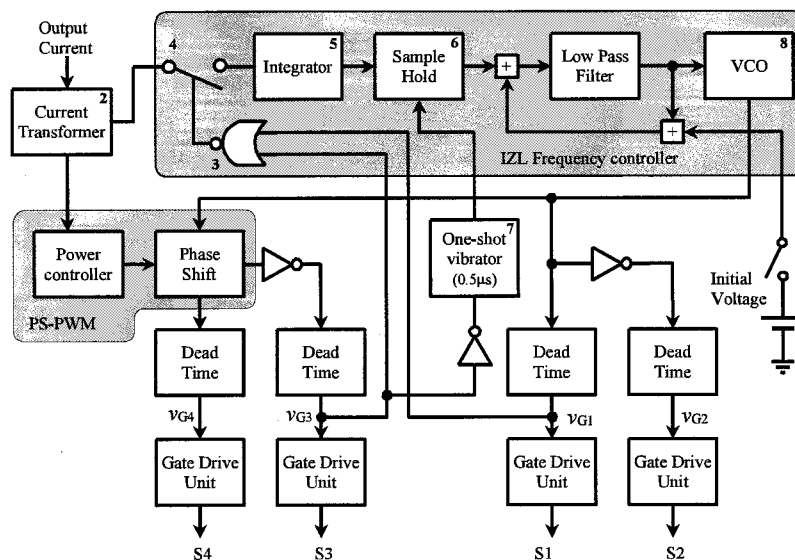 Output
Current
2
Current
Transformer
4
5
Integrator
6
Sample
Hold
+
Low Pass
Filter
8
VCO
3
+
IZL Frequency controller
Power
controller
Phase
Shift
PS-PWM
7
One-shot
vibrator
(0.5μs)
Initial
Voltage
Dead
Time
Dead
Time
Dead
Time
Dead
Time
vG4
vG3
vG1
vG2
Gate Drive
Unit
Gate Drive
Unit
Gate Drive
Unit
Gate Drive
Unit
S4
S3
S1
S2